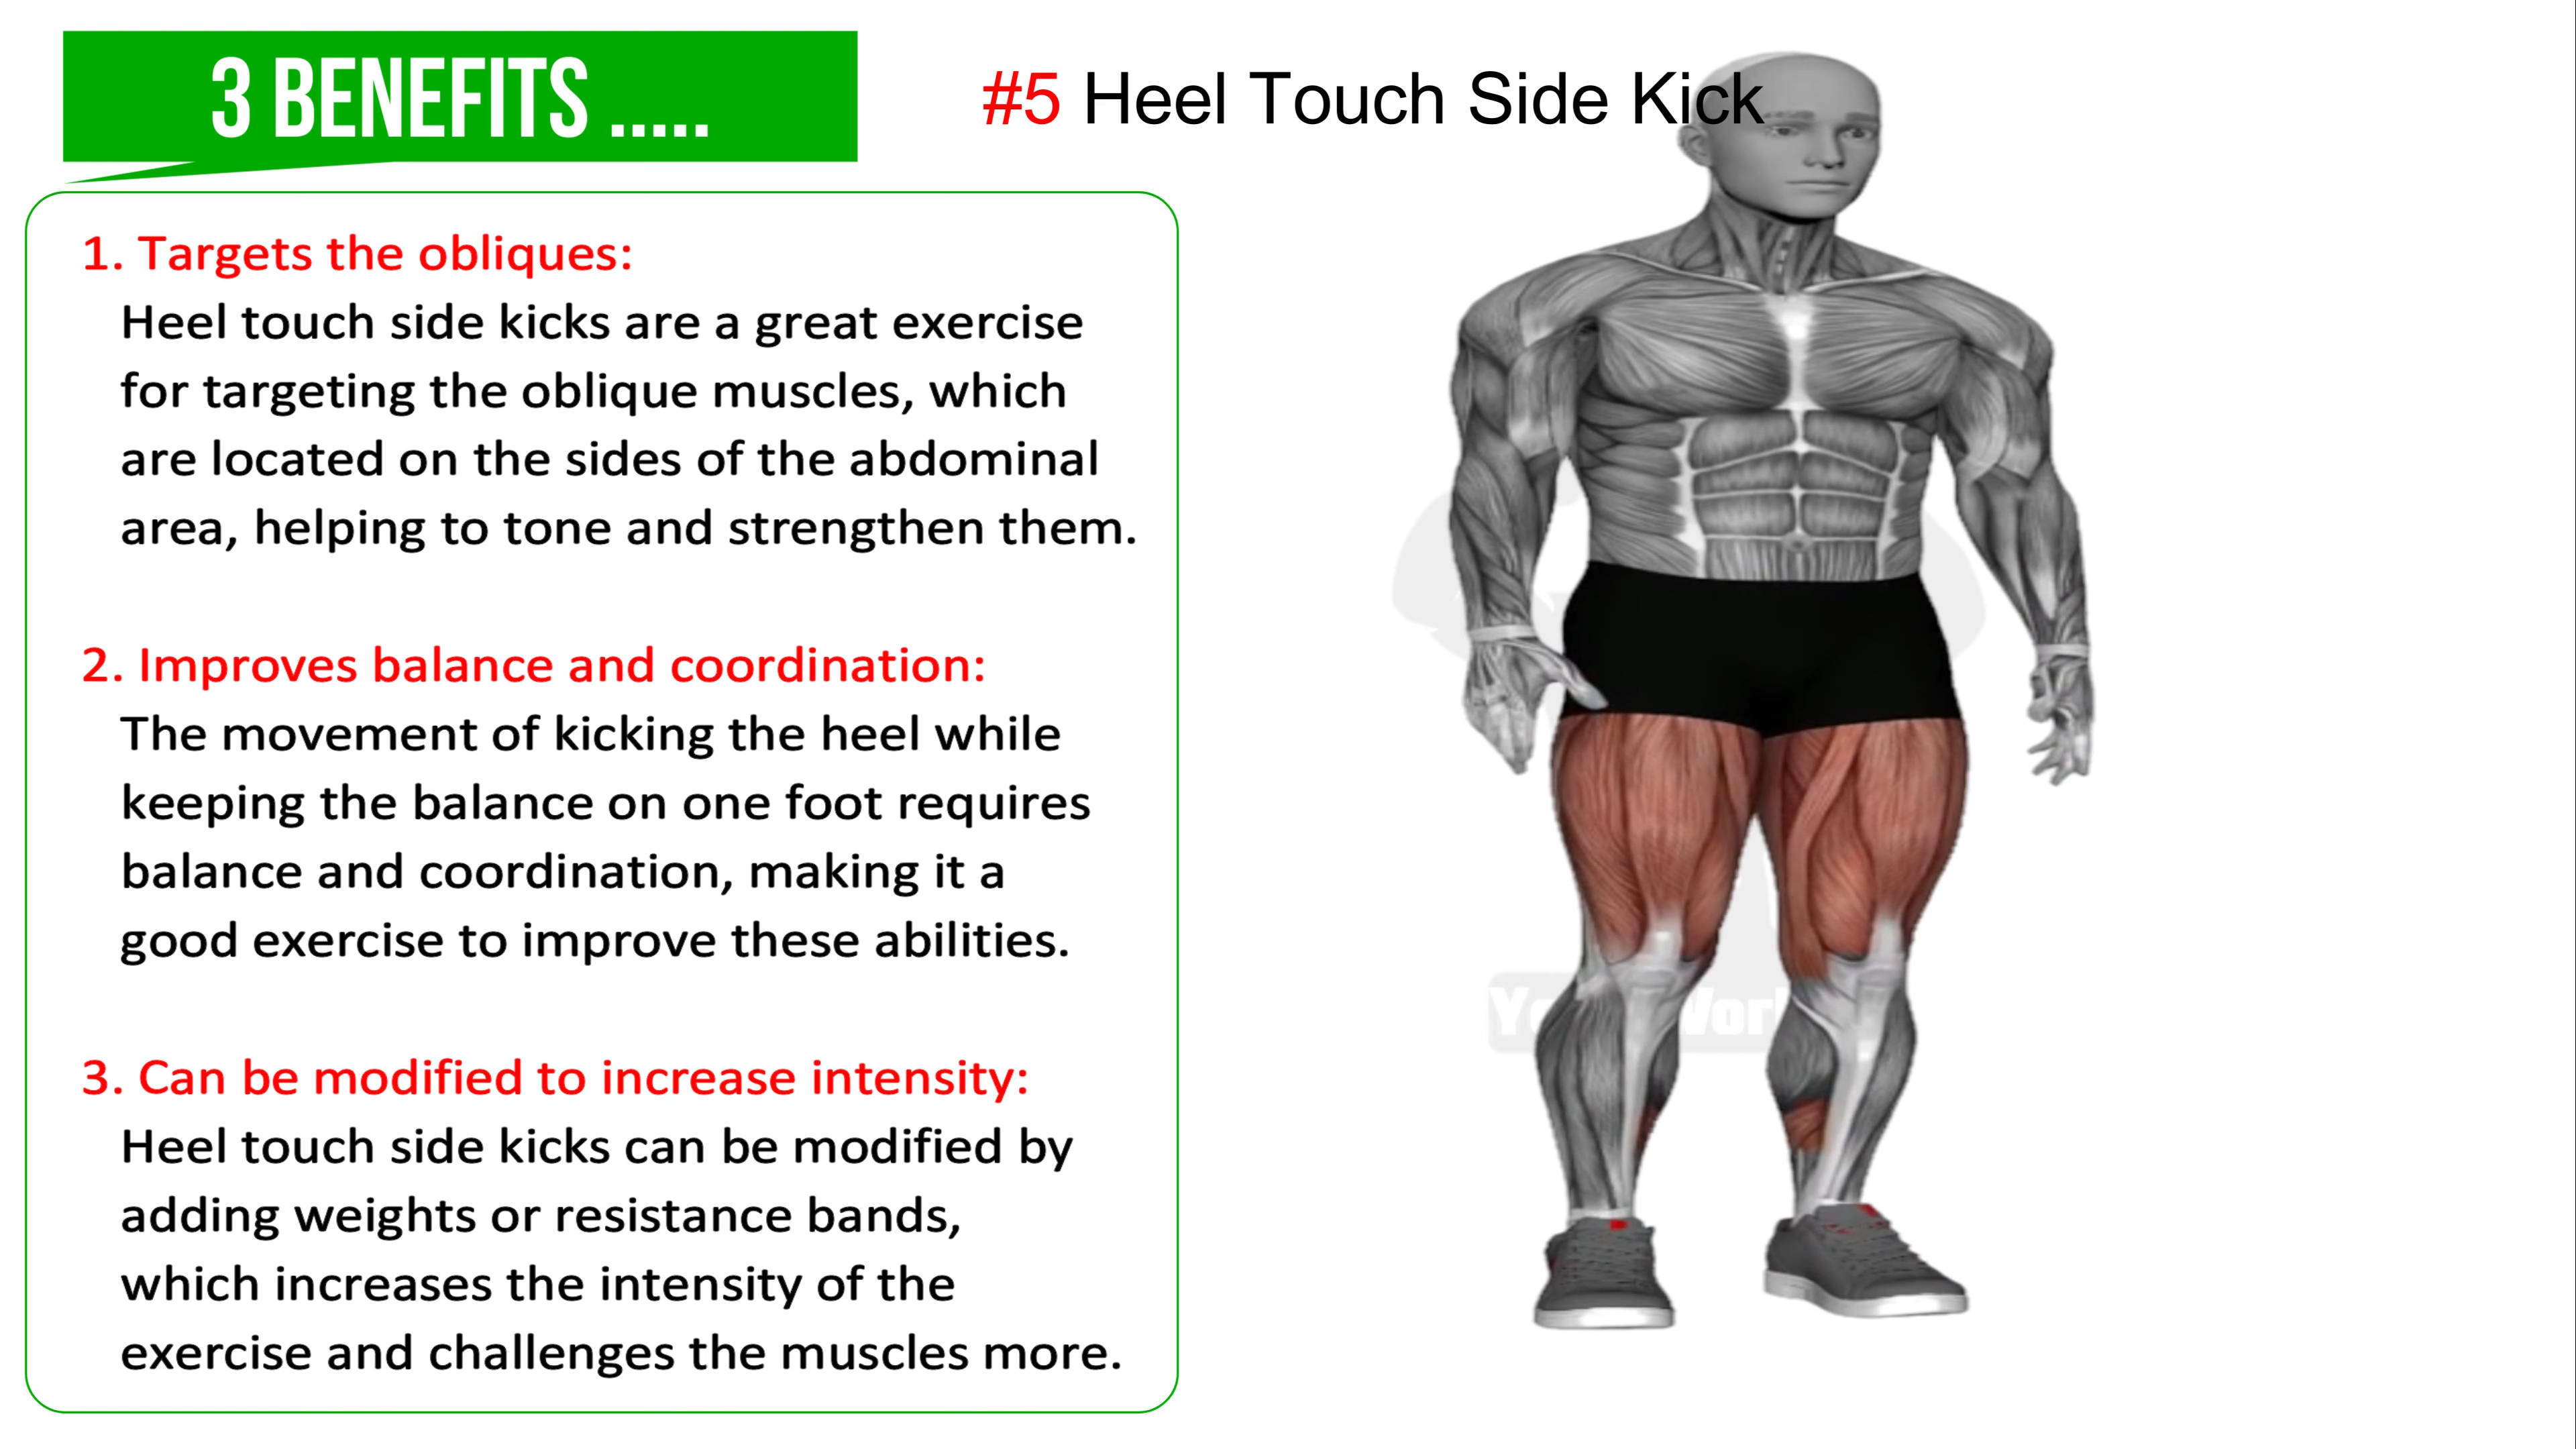 3 BENEFITS .....
#5 Heel Touch Side Kick
1. Targets the obliques:
Heel touch side kicks are a great exercise
for targeting the oblique muscles, which
are located on the sides of the abdominal
area, helping to tone and strengthen them.
2. Improves balance and coordination:
The movement of kicking the heel while
keeping the balance on one foot requires
balance and coordination, making it a
good exercise to improve these abilities.
3. Can be modified to increase intensity:
Heel touch side kicks can be modified by
adding weights or resistance bands,
which increases the intensity of the
exercise and challenges the muscles more.